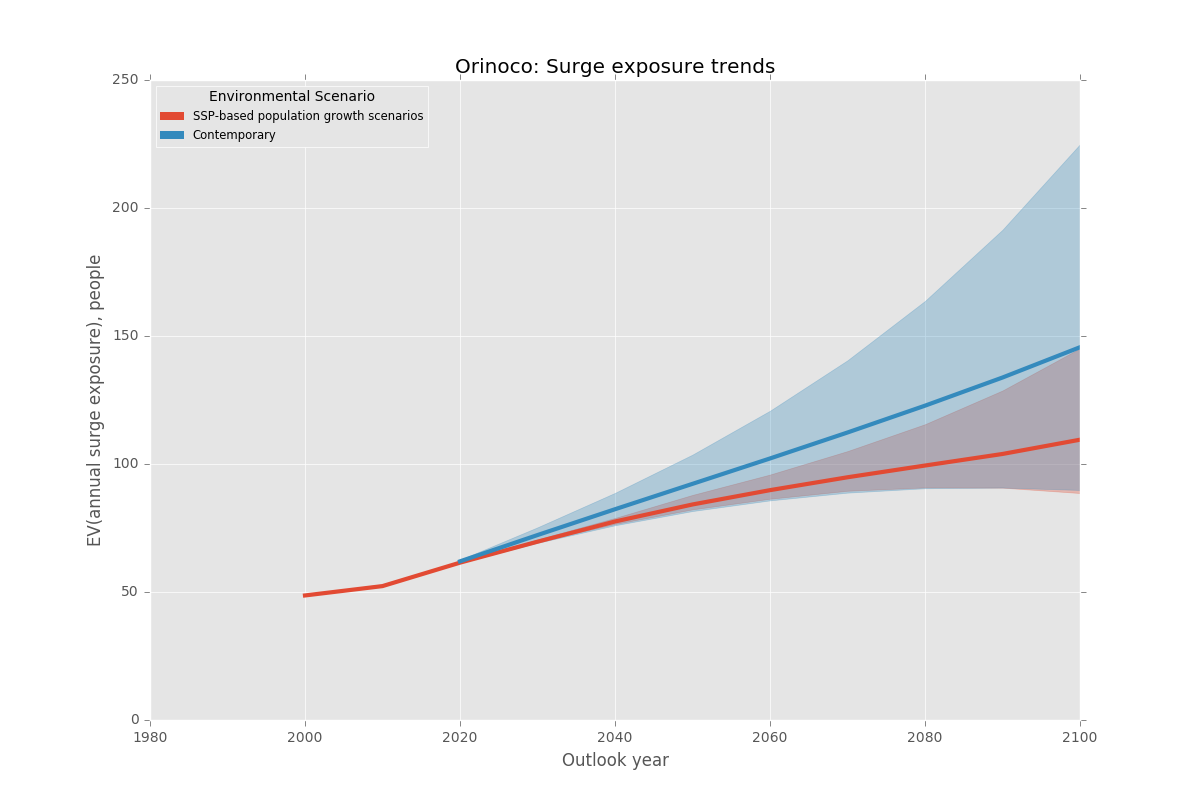 Orinoco: Surge exposure trends
250
200
150
100
50
0
EV(annual surge exposure), people
Environmental Scenario
SSP-based population growth scenarios
Contemporary
1980
2000
2020
2040
2060
2080
2100
Outlook year